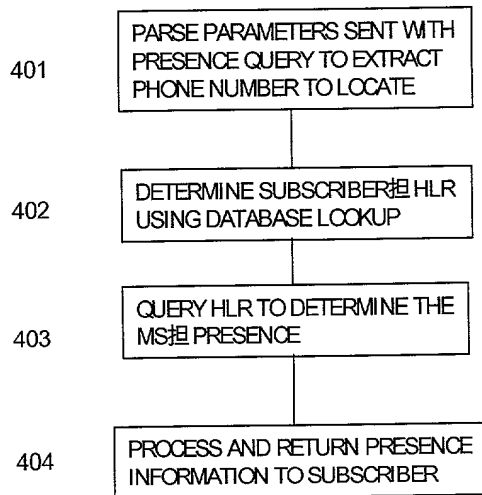 401
PARSE PARAMETERS SENT WITH
PRESENCE QUERY TO EXTRACT
PHONE NUMBER TO LOCATE
402
DETERMINE SUBSCRIBER担 HLR
USING DATABASE LOOKUP
403
QUERY HLR TO DETERMINE THE
MS担 PRESENCE
404
PROCESS AND RETURN PRESENCE
INFORMATION TO SUBSCRIBER